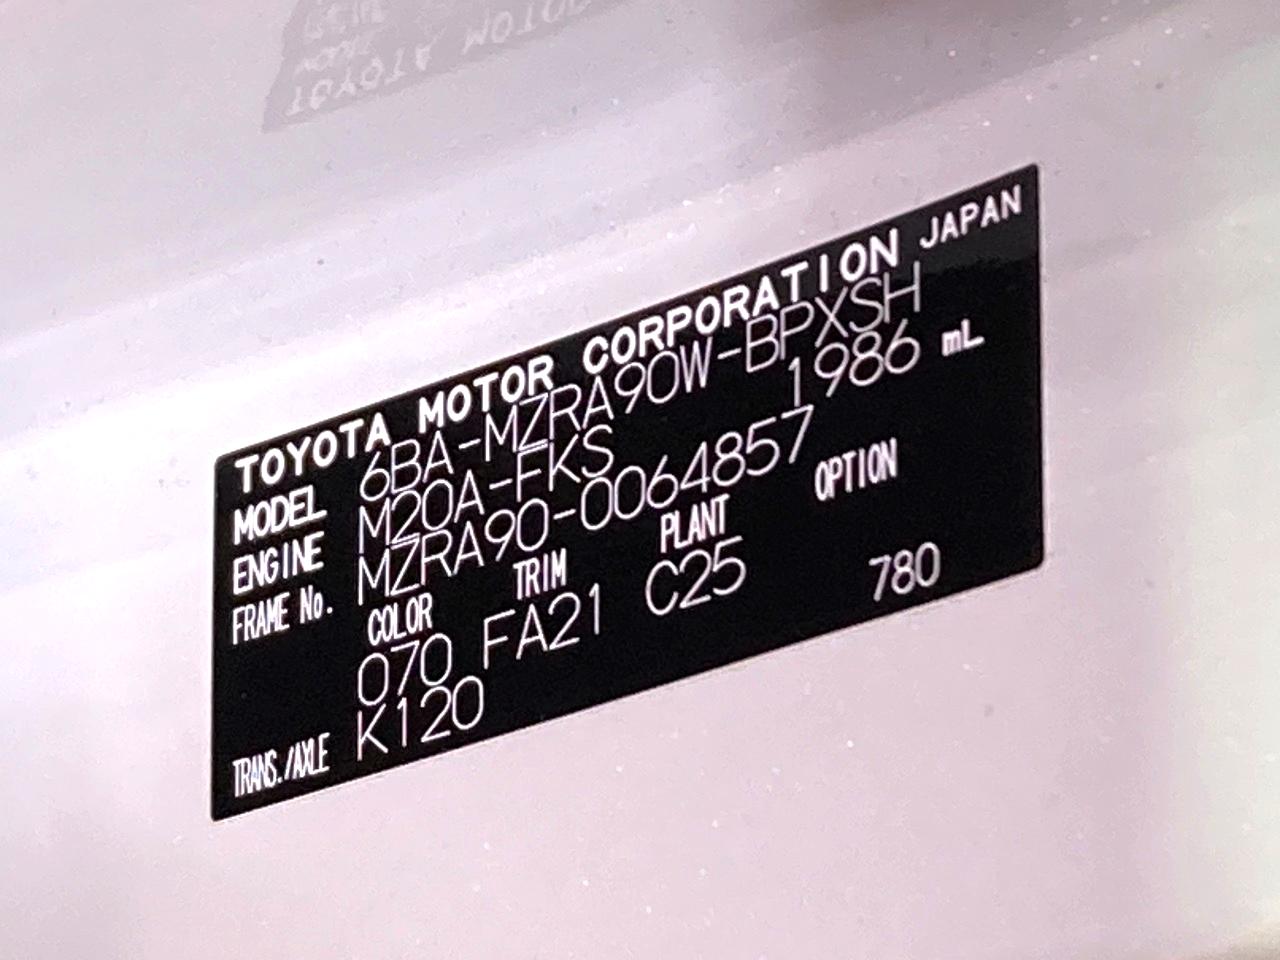 TOYOTA MOTOR CORPORATION JAPAN
MODEL 6BA-MZRA90W-BPXSH
ENGINE M20A-FKS 1986 mL
FRAME No. MZRA90-0064857
COLOR TRIM PLANT OPTION
070 FA21 C25 780
TRANS./AXLE K120